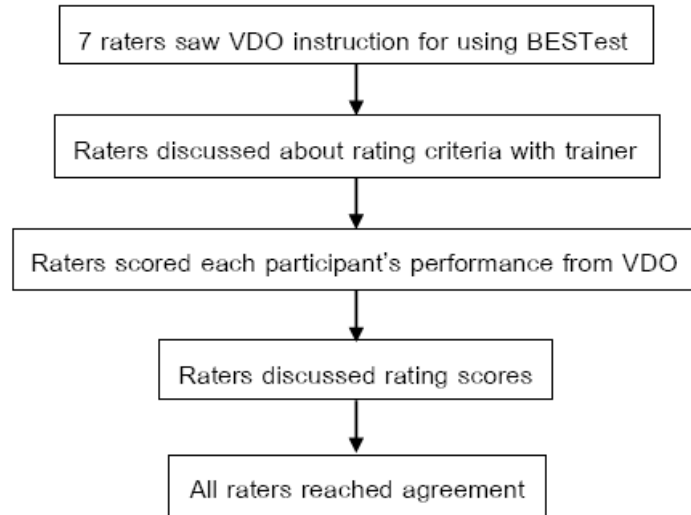 7 raters saw VDO instruction for using BESTest
Raters discussed about rating criteria with trainer
Raters scored each participant's performance from VDO
Raters discussed rating scores
All raters reached agreement